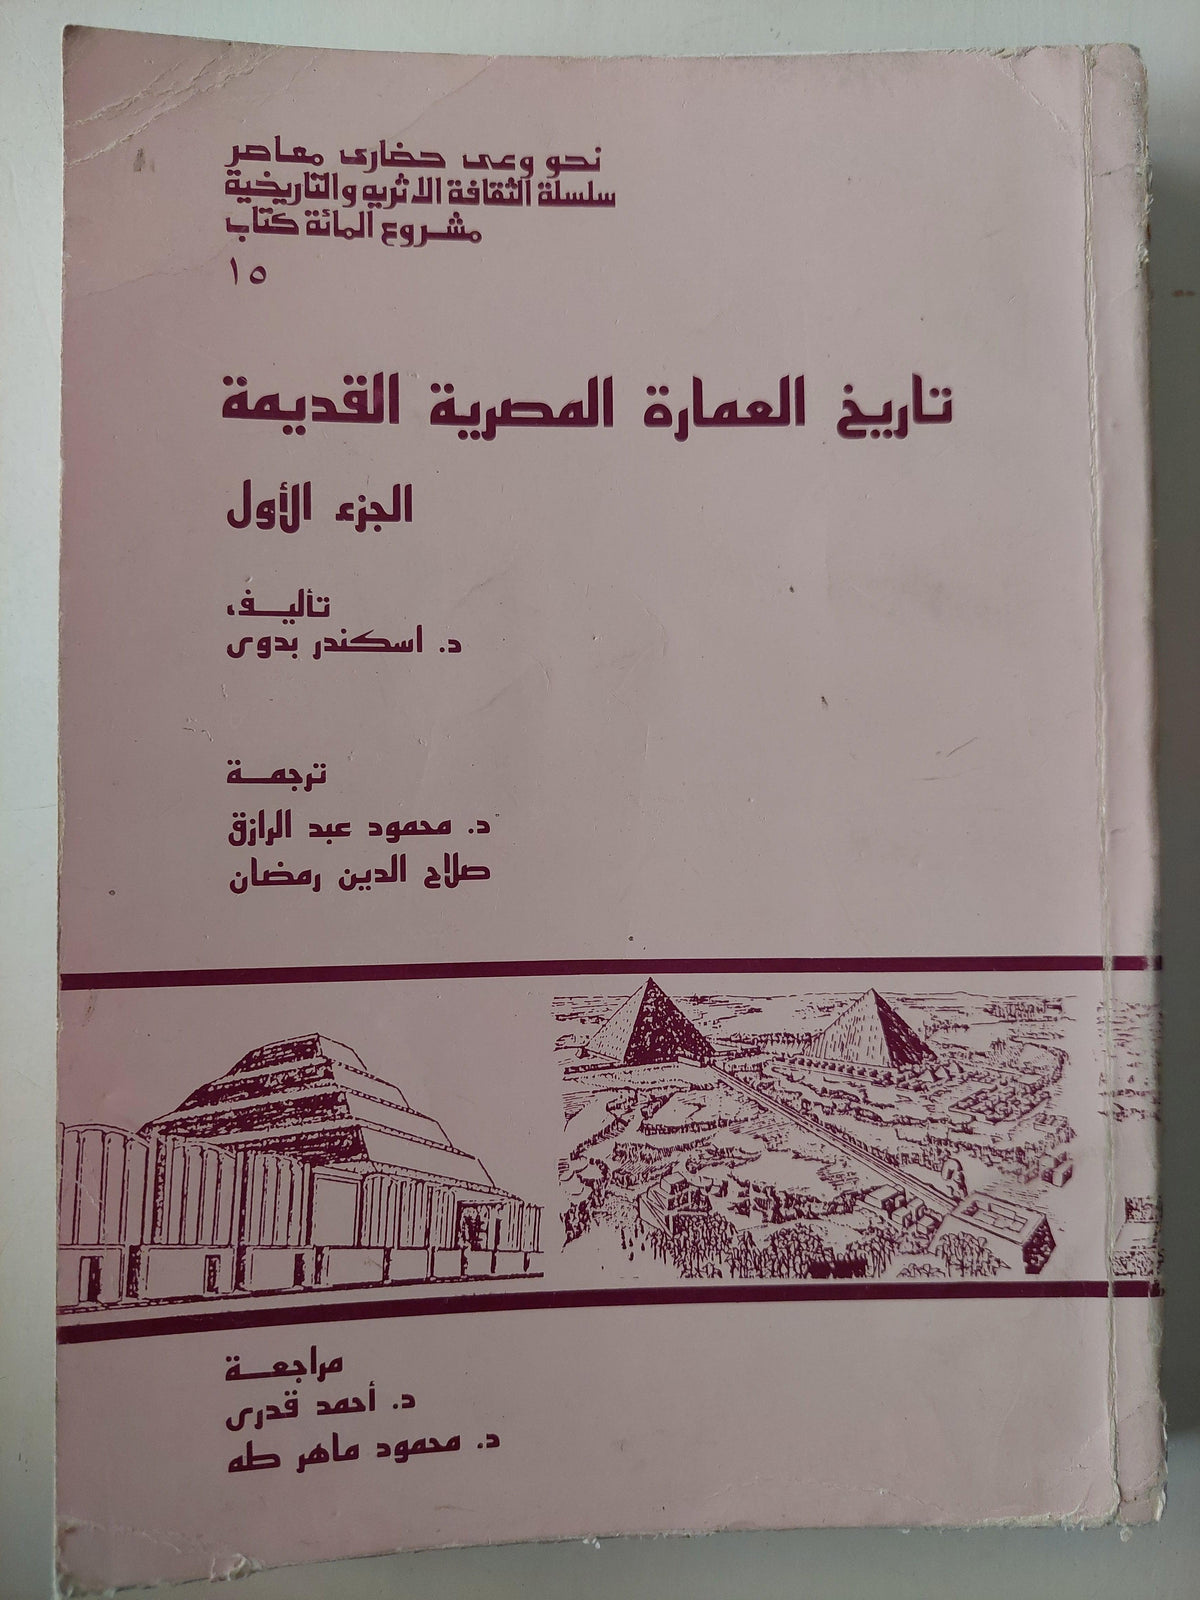 نحو وعى حضارى معاصر
سلسلة الثقافة الاثريه والتاريخية
مشروع المائة كتاب
١٥
تاريخ العمارة المصرية القديمة
الجزء الأول
تأليف،
د. اسكندر بدوى
ترجمة
د. محمود عبد الرازق
صلاح الدين رمضان
مراجعة
د. أحمد قدرى
د. محمود ماهر طه